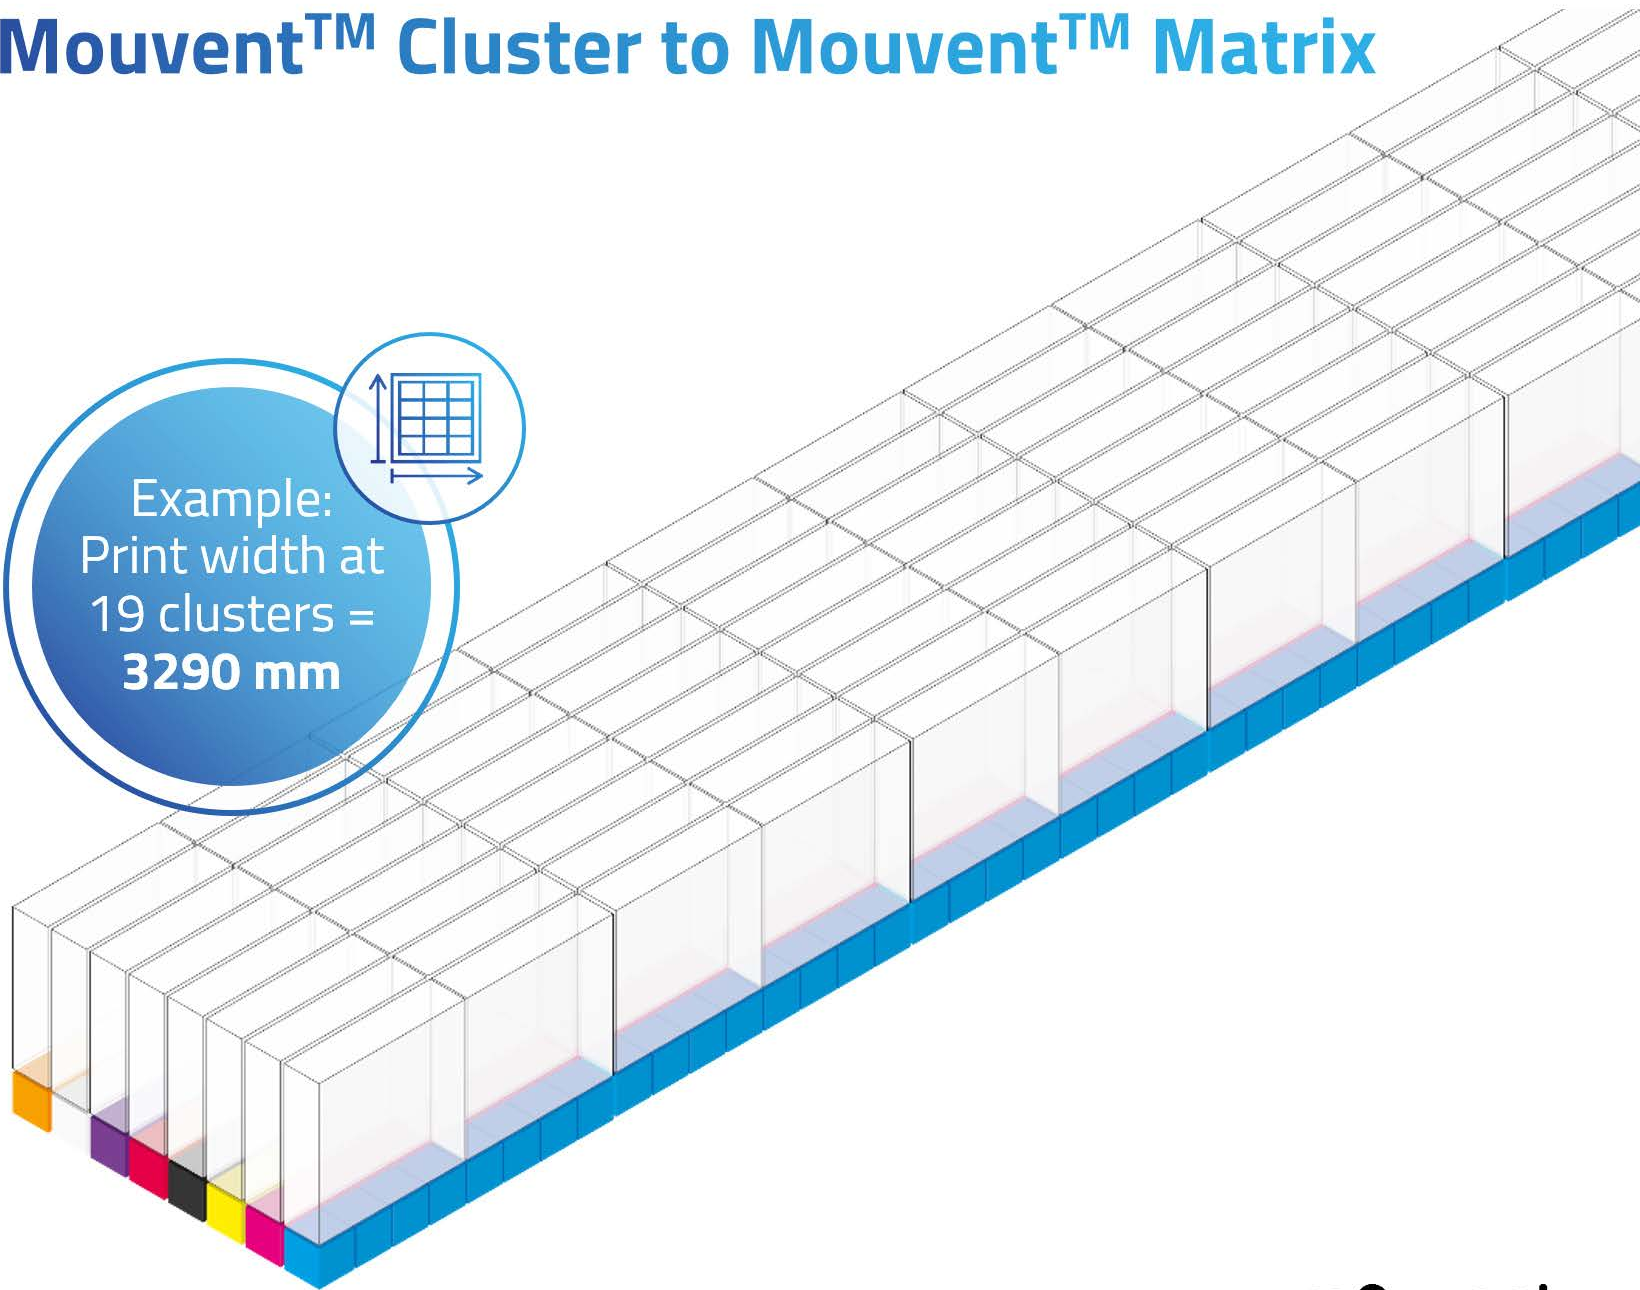 Mouvent™ Cluster to Mouvent™ Matrix
Example:
Print width at
19 clusters =
3290 mm